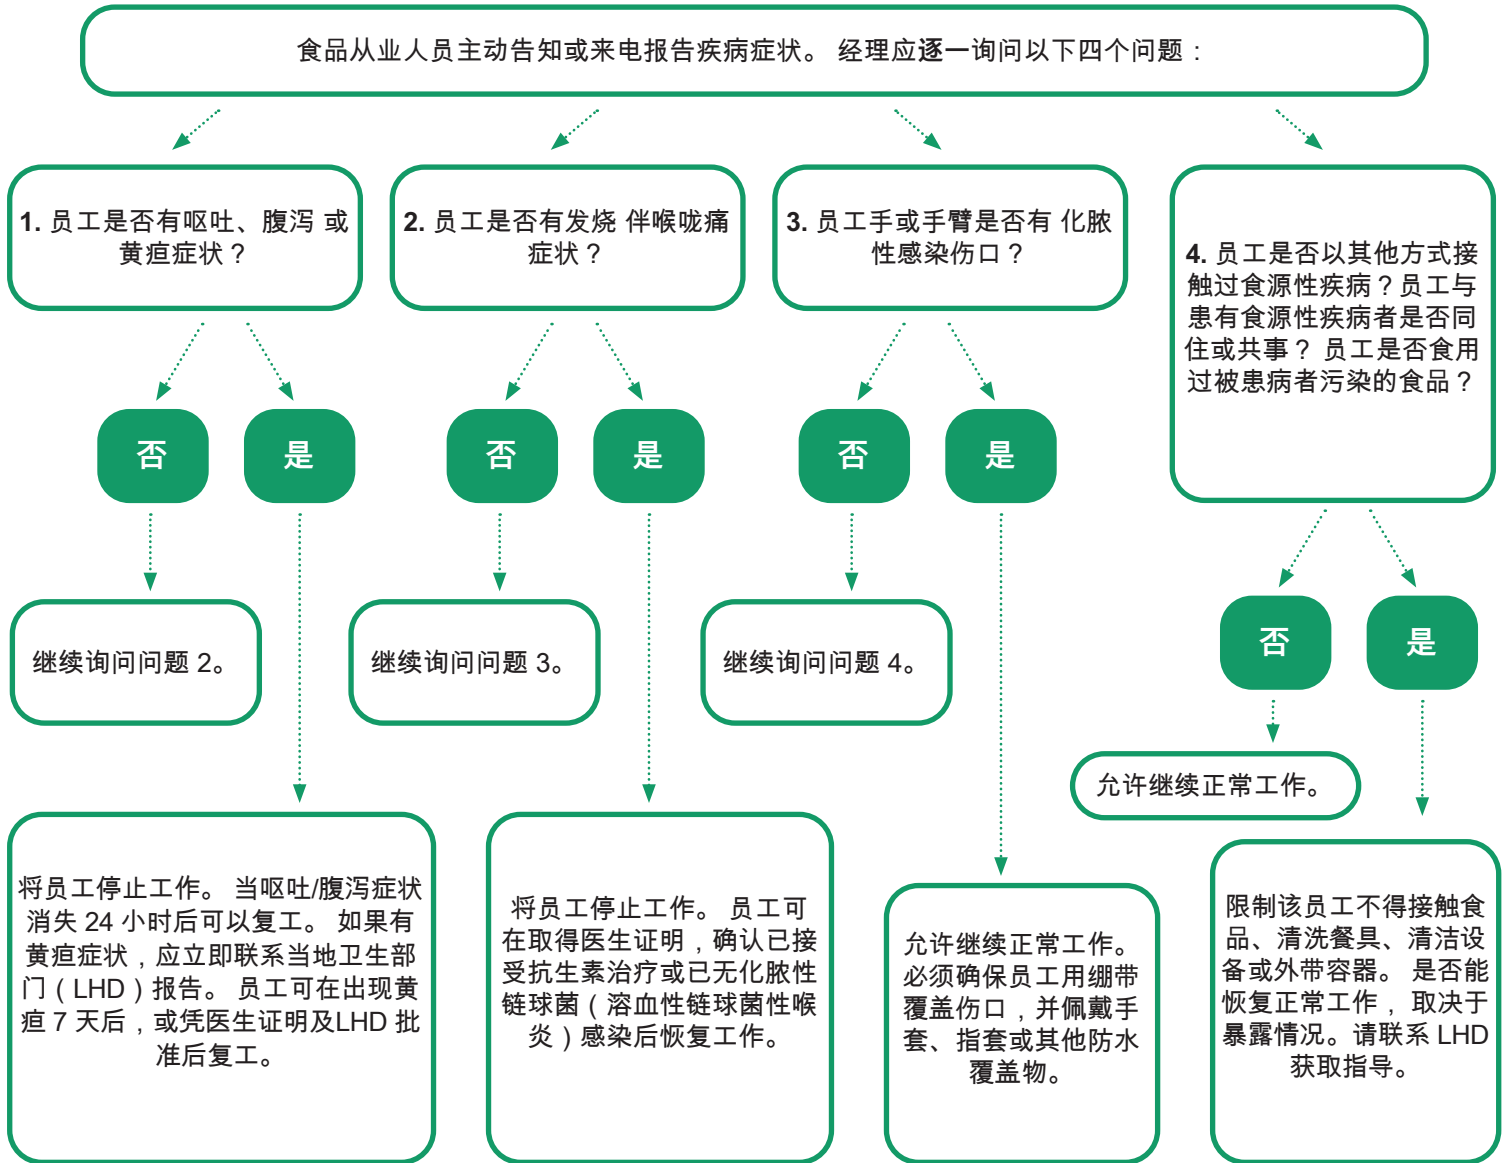 食品从业人员主动告知或来电报告疾病症状。 经理应逐一询问以下四个问题：
1. 员工是否有呕吐、腹泻 或
黄疸症状？
2. 员工是否有发烧 伴喉咙痛
症状？
3. 员工手或手臂是否有 化脓
性感染伤口？
4. 员工是否以其他方式接
触过食源性疾病？员工与
患有食源性疾病者是否同
住或共事？ 员工是否食用
过被患病者污染的食品？
否
是
否
是
否
是
否
是
继续询问问题 2。
继续询问问题 3。
继续询问问题 4。
允许继续正常工作。
将员工停止工作。 当呕吐/腹泻症状
消失 24 小时后可以复工。 如果有
黄疸症状，应立即联系当地卫生部
门（LHD）报告。 员工可在出现黄
疸 7 天后，或凭医生证明及LHD 批
准后复工。
将员工停止工作。 员工可
在取得医生证明，确认已接
受抗生素治疗或已无化脓性
链球菌（溶血性链球菌性喉
炎）感染后恢复工作。
允许继续正常工作。
必须确保员工用绷带
覆盖伤口，并佩戴手
套、指套或其他防水
覆盖物。
限制该员工不得接触食
品、清洗餐具、清洁设
备或外带容器。 是否能
恢复正常工作， 取决于
暴露情况。请联系 LHD
获取指导。